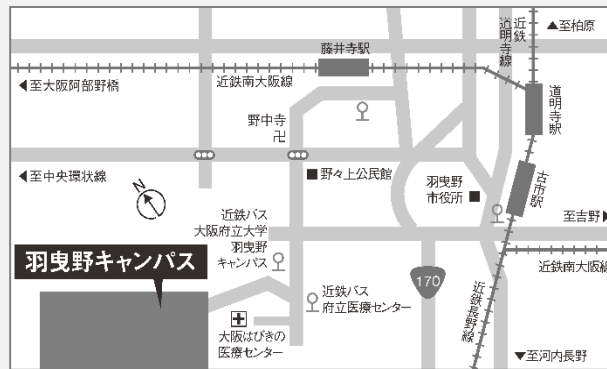 ▲至柏原
近鉄
道明寺線
藤井寺駅
近鉄南大阪線
◀至大阪阿部野橋
道明寺駅
野中寺
卍
◀至中央環状線
■野々上公民館
羽曳野
市役所■
古市駅
N
至吉野▶
近鉄バス
大阪府立大学
羽曳野
キャンパス
近鉄南大阪線
羽曳野キャンパス
170
近鉄バス
府立医療センター
近鉄長野線
大阪はびきの
医療センター
▼至河内長野